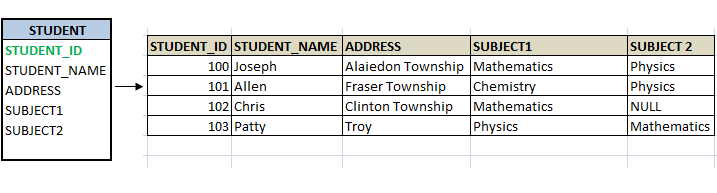 STUDENT
STUDENT_ID
STUDENT_NAME
ADDRESS
SUBJECT1
SUBJECT2
STUDENT_ID STUDENT_NAME ADDRESS SUBJECT1 SUBJECT 2
100 Joseph Alaiedon Township Mathematics Physics
101 Allen Fraser Township Chemistry Physics
102 Chris Clinton Township Mathematics NULL
103 Patty Troy Physics Mathematics